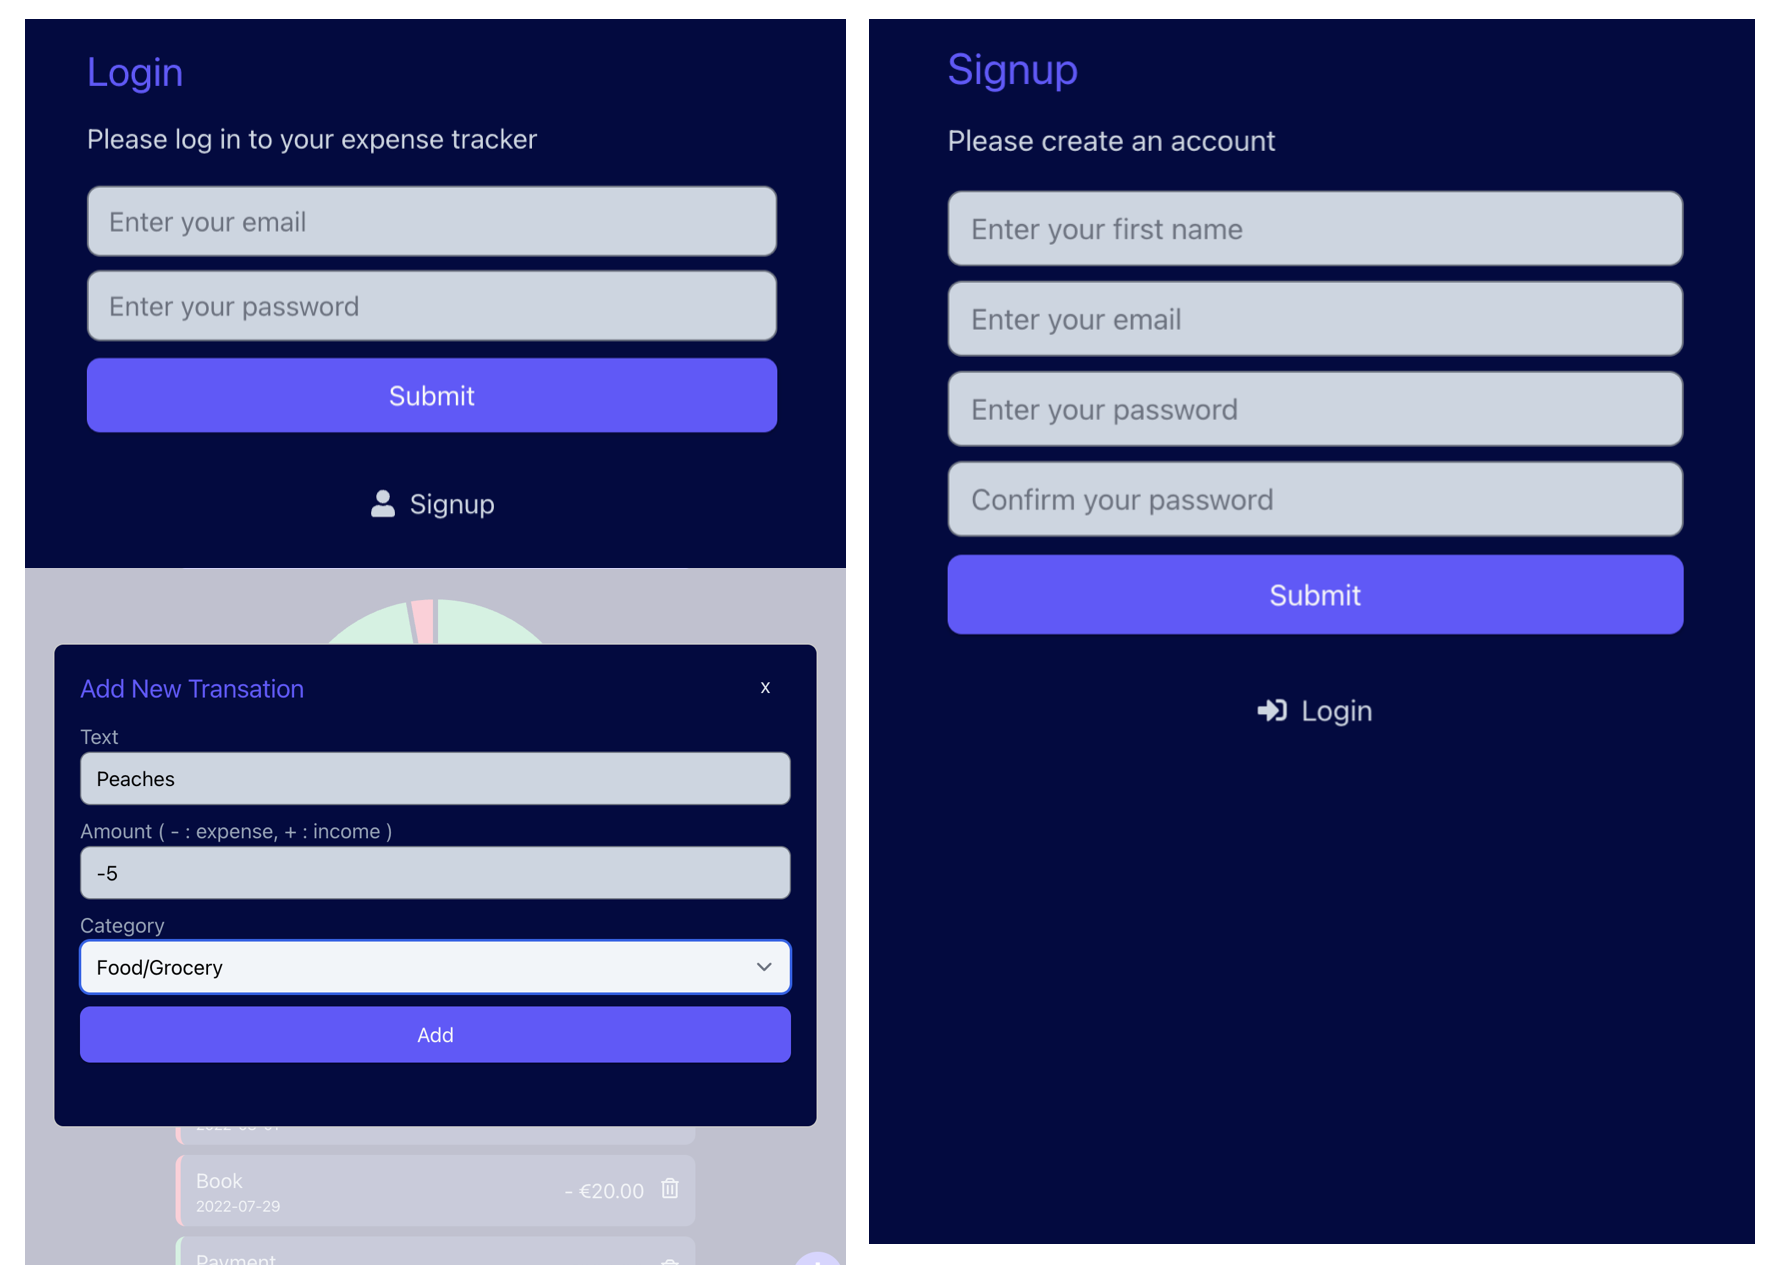 Login
Please log in to your expense tracker
Enter your email
Enter your password
Submit
Signup
Add New Transation
x
Text
Peaches
Amount ( - : expense, + : income )
-5
Category
Food/Grocery
Add
Book
- €20.00
2022-07-29
Payment
Signup
Please create an account
Enter your first name
Enter your email
Enter your password
Confirm your password
Submit
Login